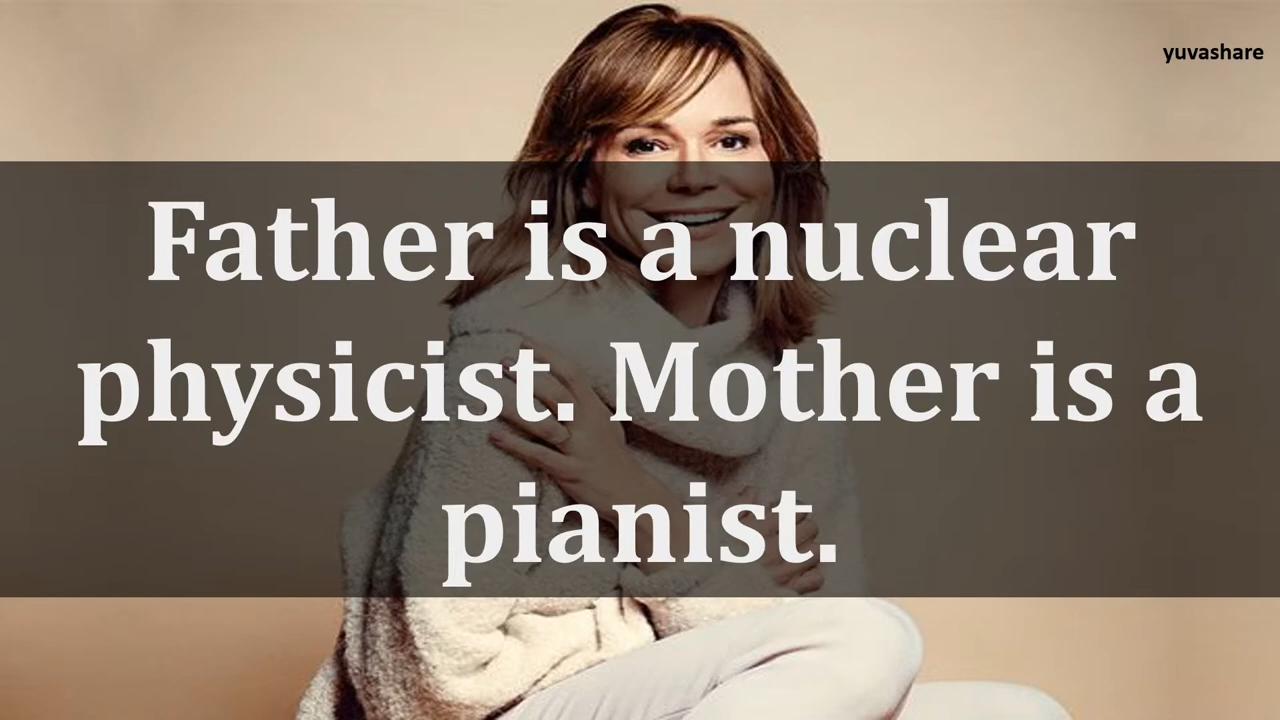 yuvashare
Father is a nuclear
physicist. Mother is a
pianist.